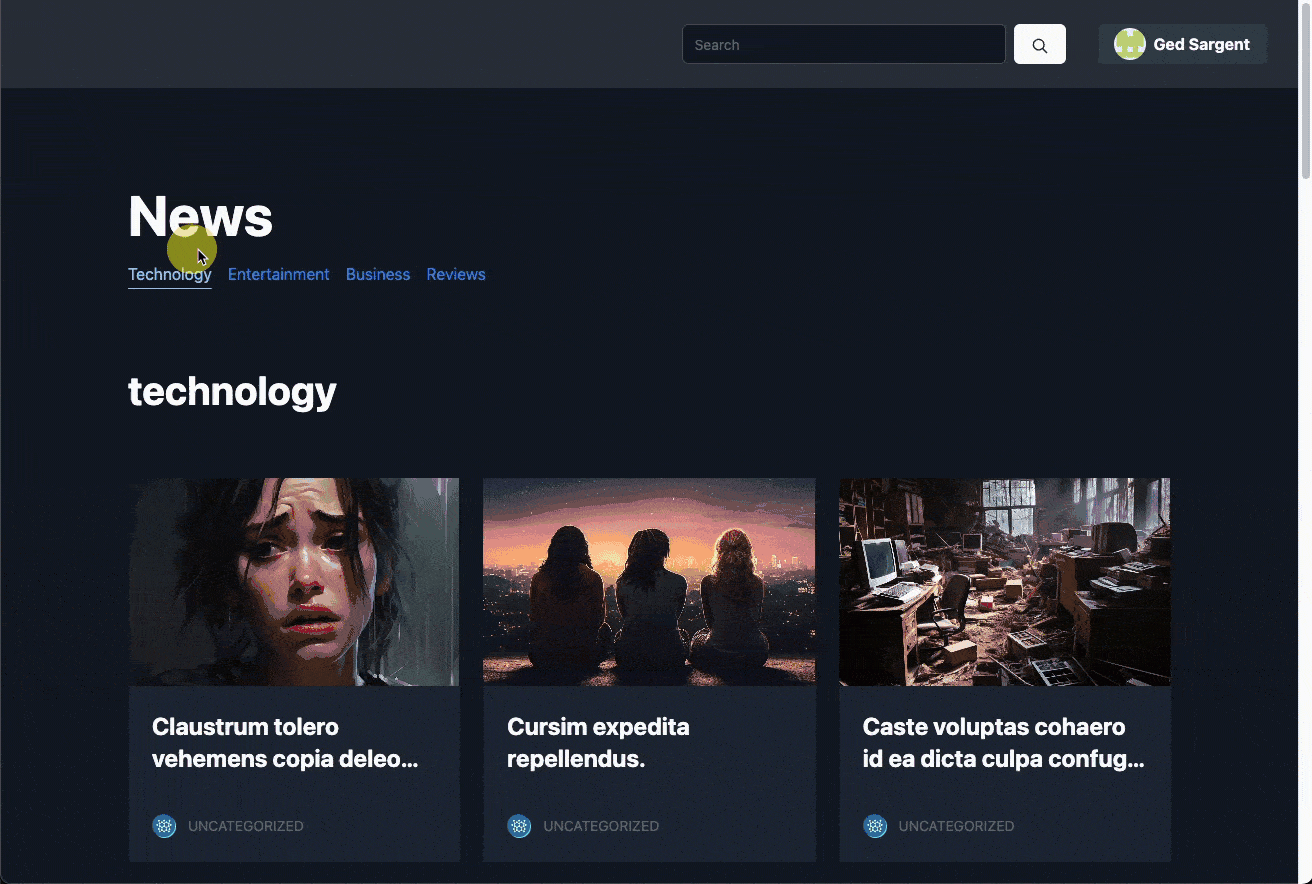 Search
Ged Sargent
News
Technology Entertainment Business Reviews
technology
Claustrum tolero
vehemens copia deleo...
UNCATEGORIZED
Cursim expedita
repellendus.
UNCATEGORIZED
Caste voluptas cohaero
id ea dicta culpa confug...
UNCATEGORIZED